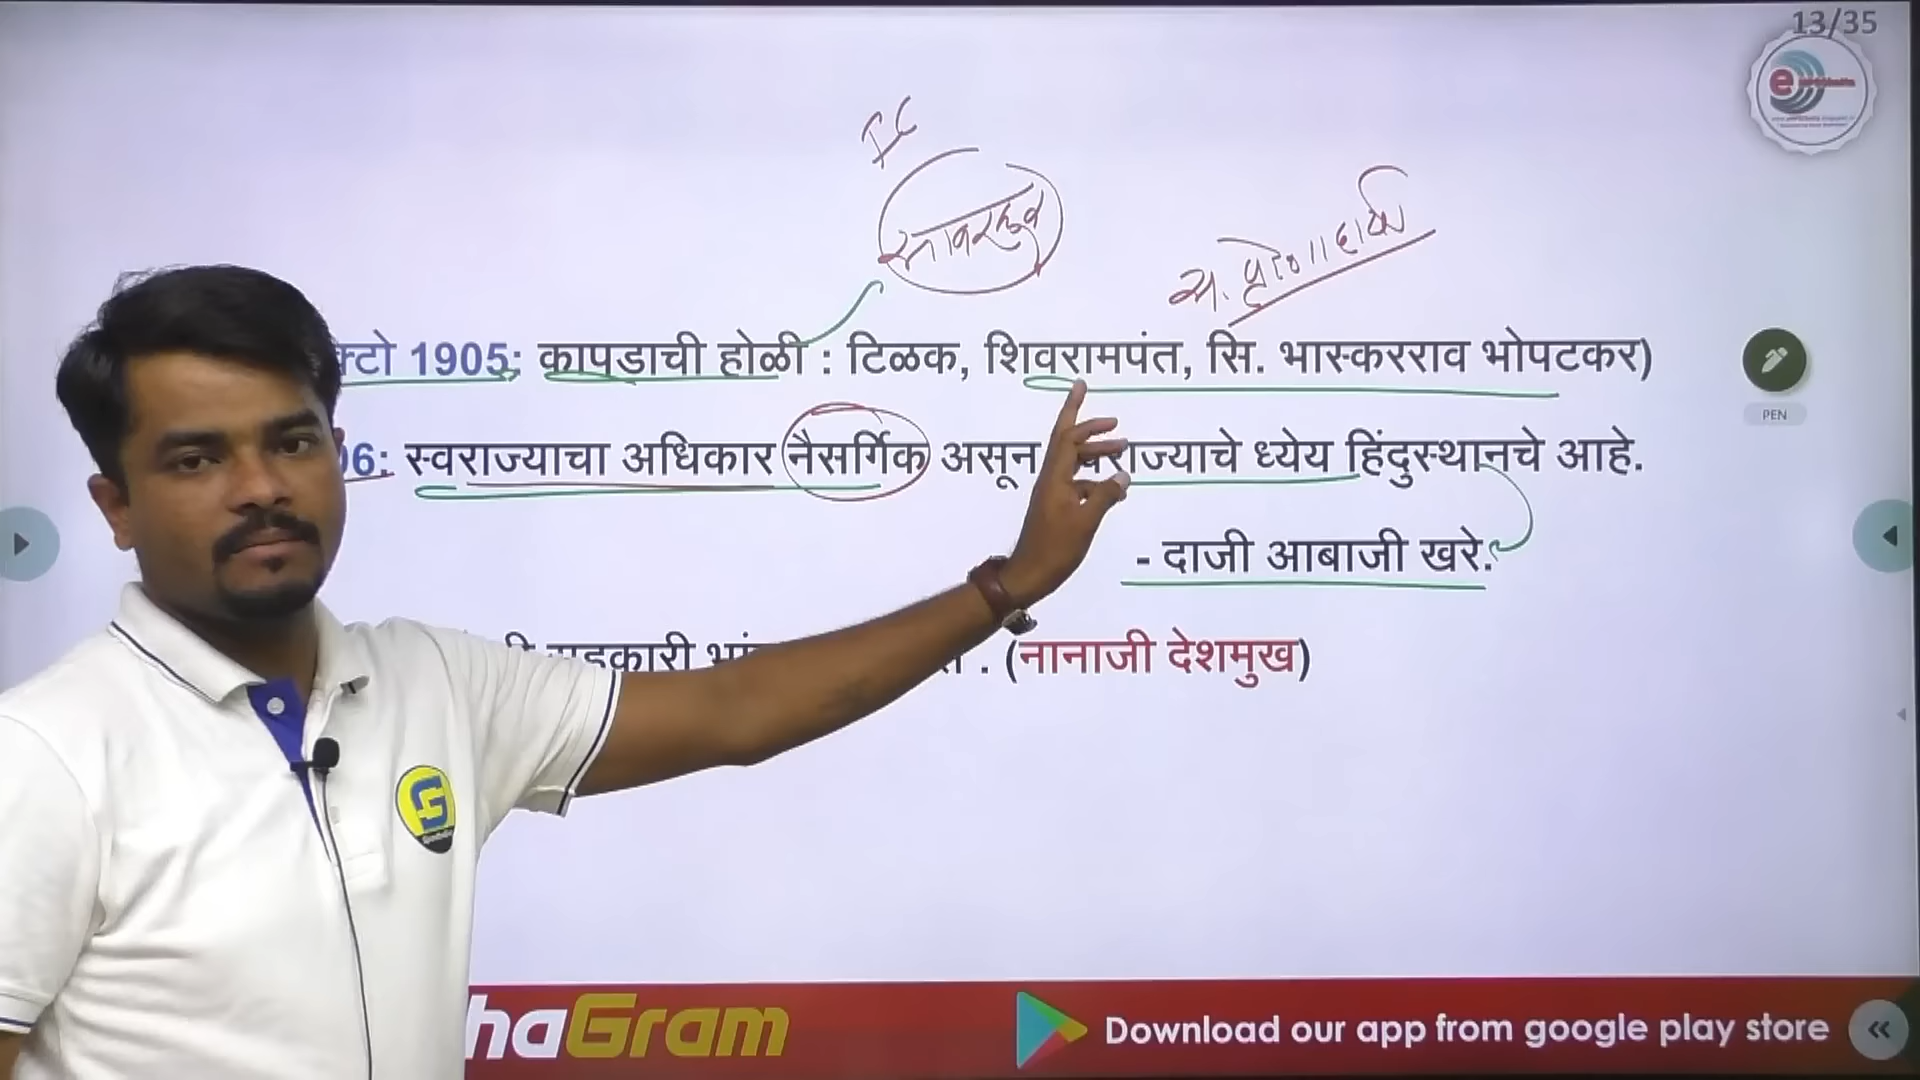 13/35
क्टो 1905: कापडाची होळी : टिळक, शिवरामपंत, सि. भास्करराव भोपटकर)
06: स्वराज्याचा अधिकार नैसर्गिक असून स्वराज्याचे ध्येय हिंदुस्थानचे आहे.
PEN
- दाजी आबाजी खरे.
(नानाजी देशमुख)
haGram
Download our app from google play store